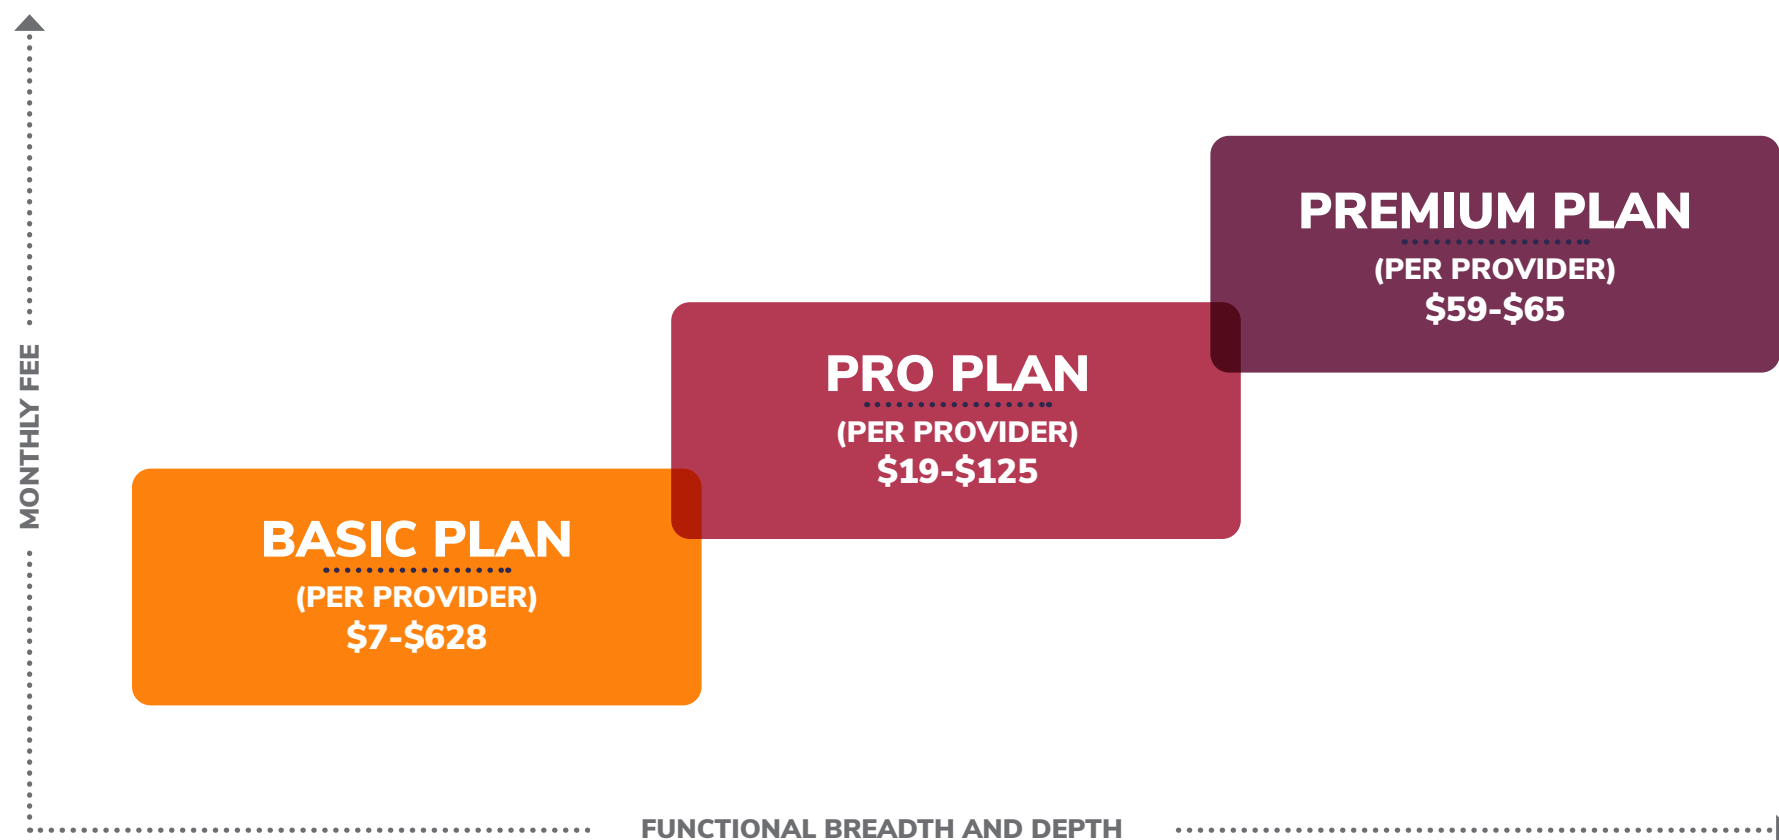 PREMIUM PLAN
(PER PROVIDER)
$59-$65
PRO PLAN
(PER PROVIDER)
$19-$125
BASIC PLAN
(PER PROVIDER)
$7-$628
MONTHLY FEE
FUNCTIONAL BREADTH AND DEPTH